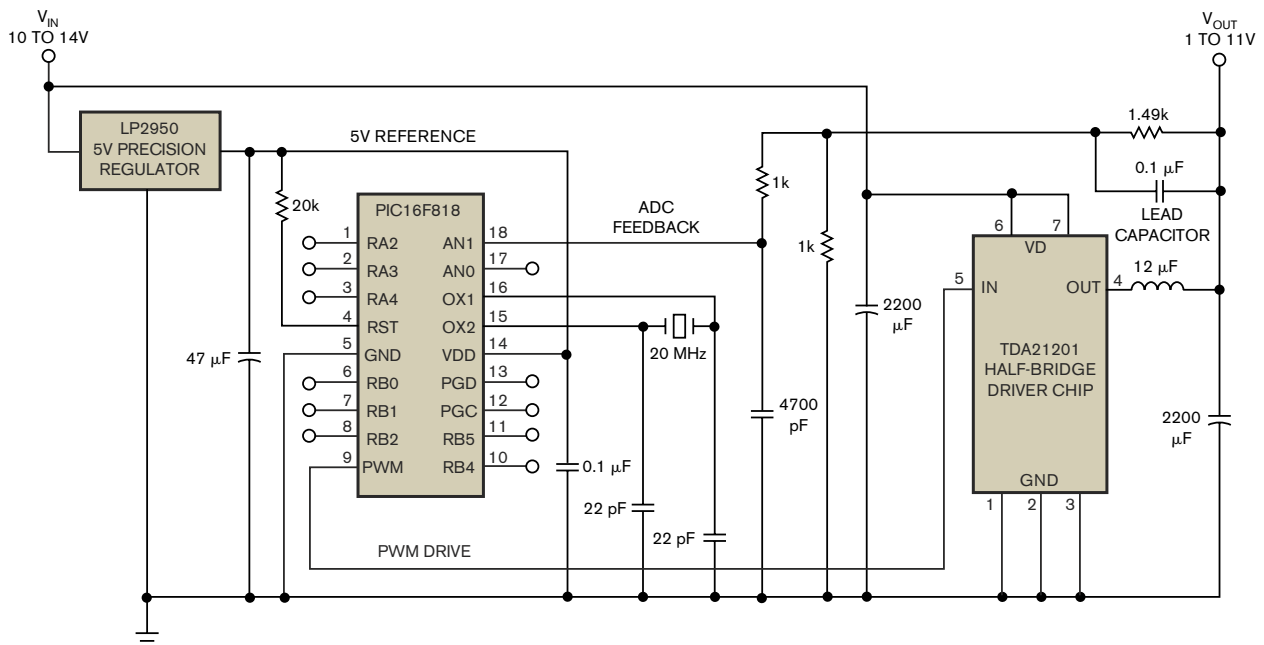 VIN
10 TO 14V
VOUT
1 TO 11V
LP2950
5V PRECISION
REGULATOR
5V REFERENCE
1.49k
0.1 µF
LEAD
CAPACITOR
20k
PIC16F818
1k
1k
ADC
FEEDBACK
1 RA2 AN1 18
2 RA3 AN0 17
3 RA4 OX1 16
4 RST OX2 15
5 GND VDD 14
6 RB0 PGD 13
7 RB1 PGC 12
8 RB2 RB5 11
9 PWM RB4 10
47 µF
20 MHz
0.1 µF
22 pF
22 pF
4700
pF
2200
µF
6 7
VD
5 IN OUT 4
12 µF
TDA21201
HALF-BRIDGE
DRIVER CHIP
GND
1 2 3
2200
µF
PWM DRIVE